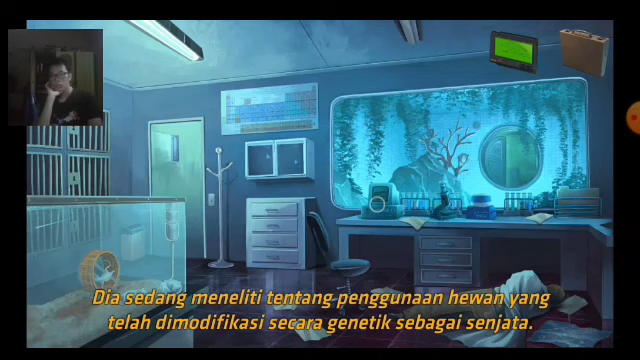 Dia sedang meneliti tentang penggunaan hewan yang
telah dimodifikasi secara genetik sebagai senjata.